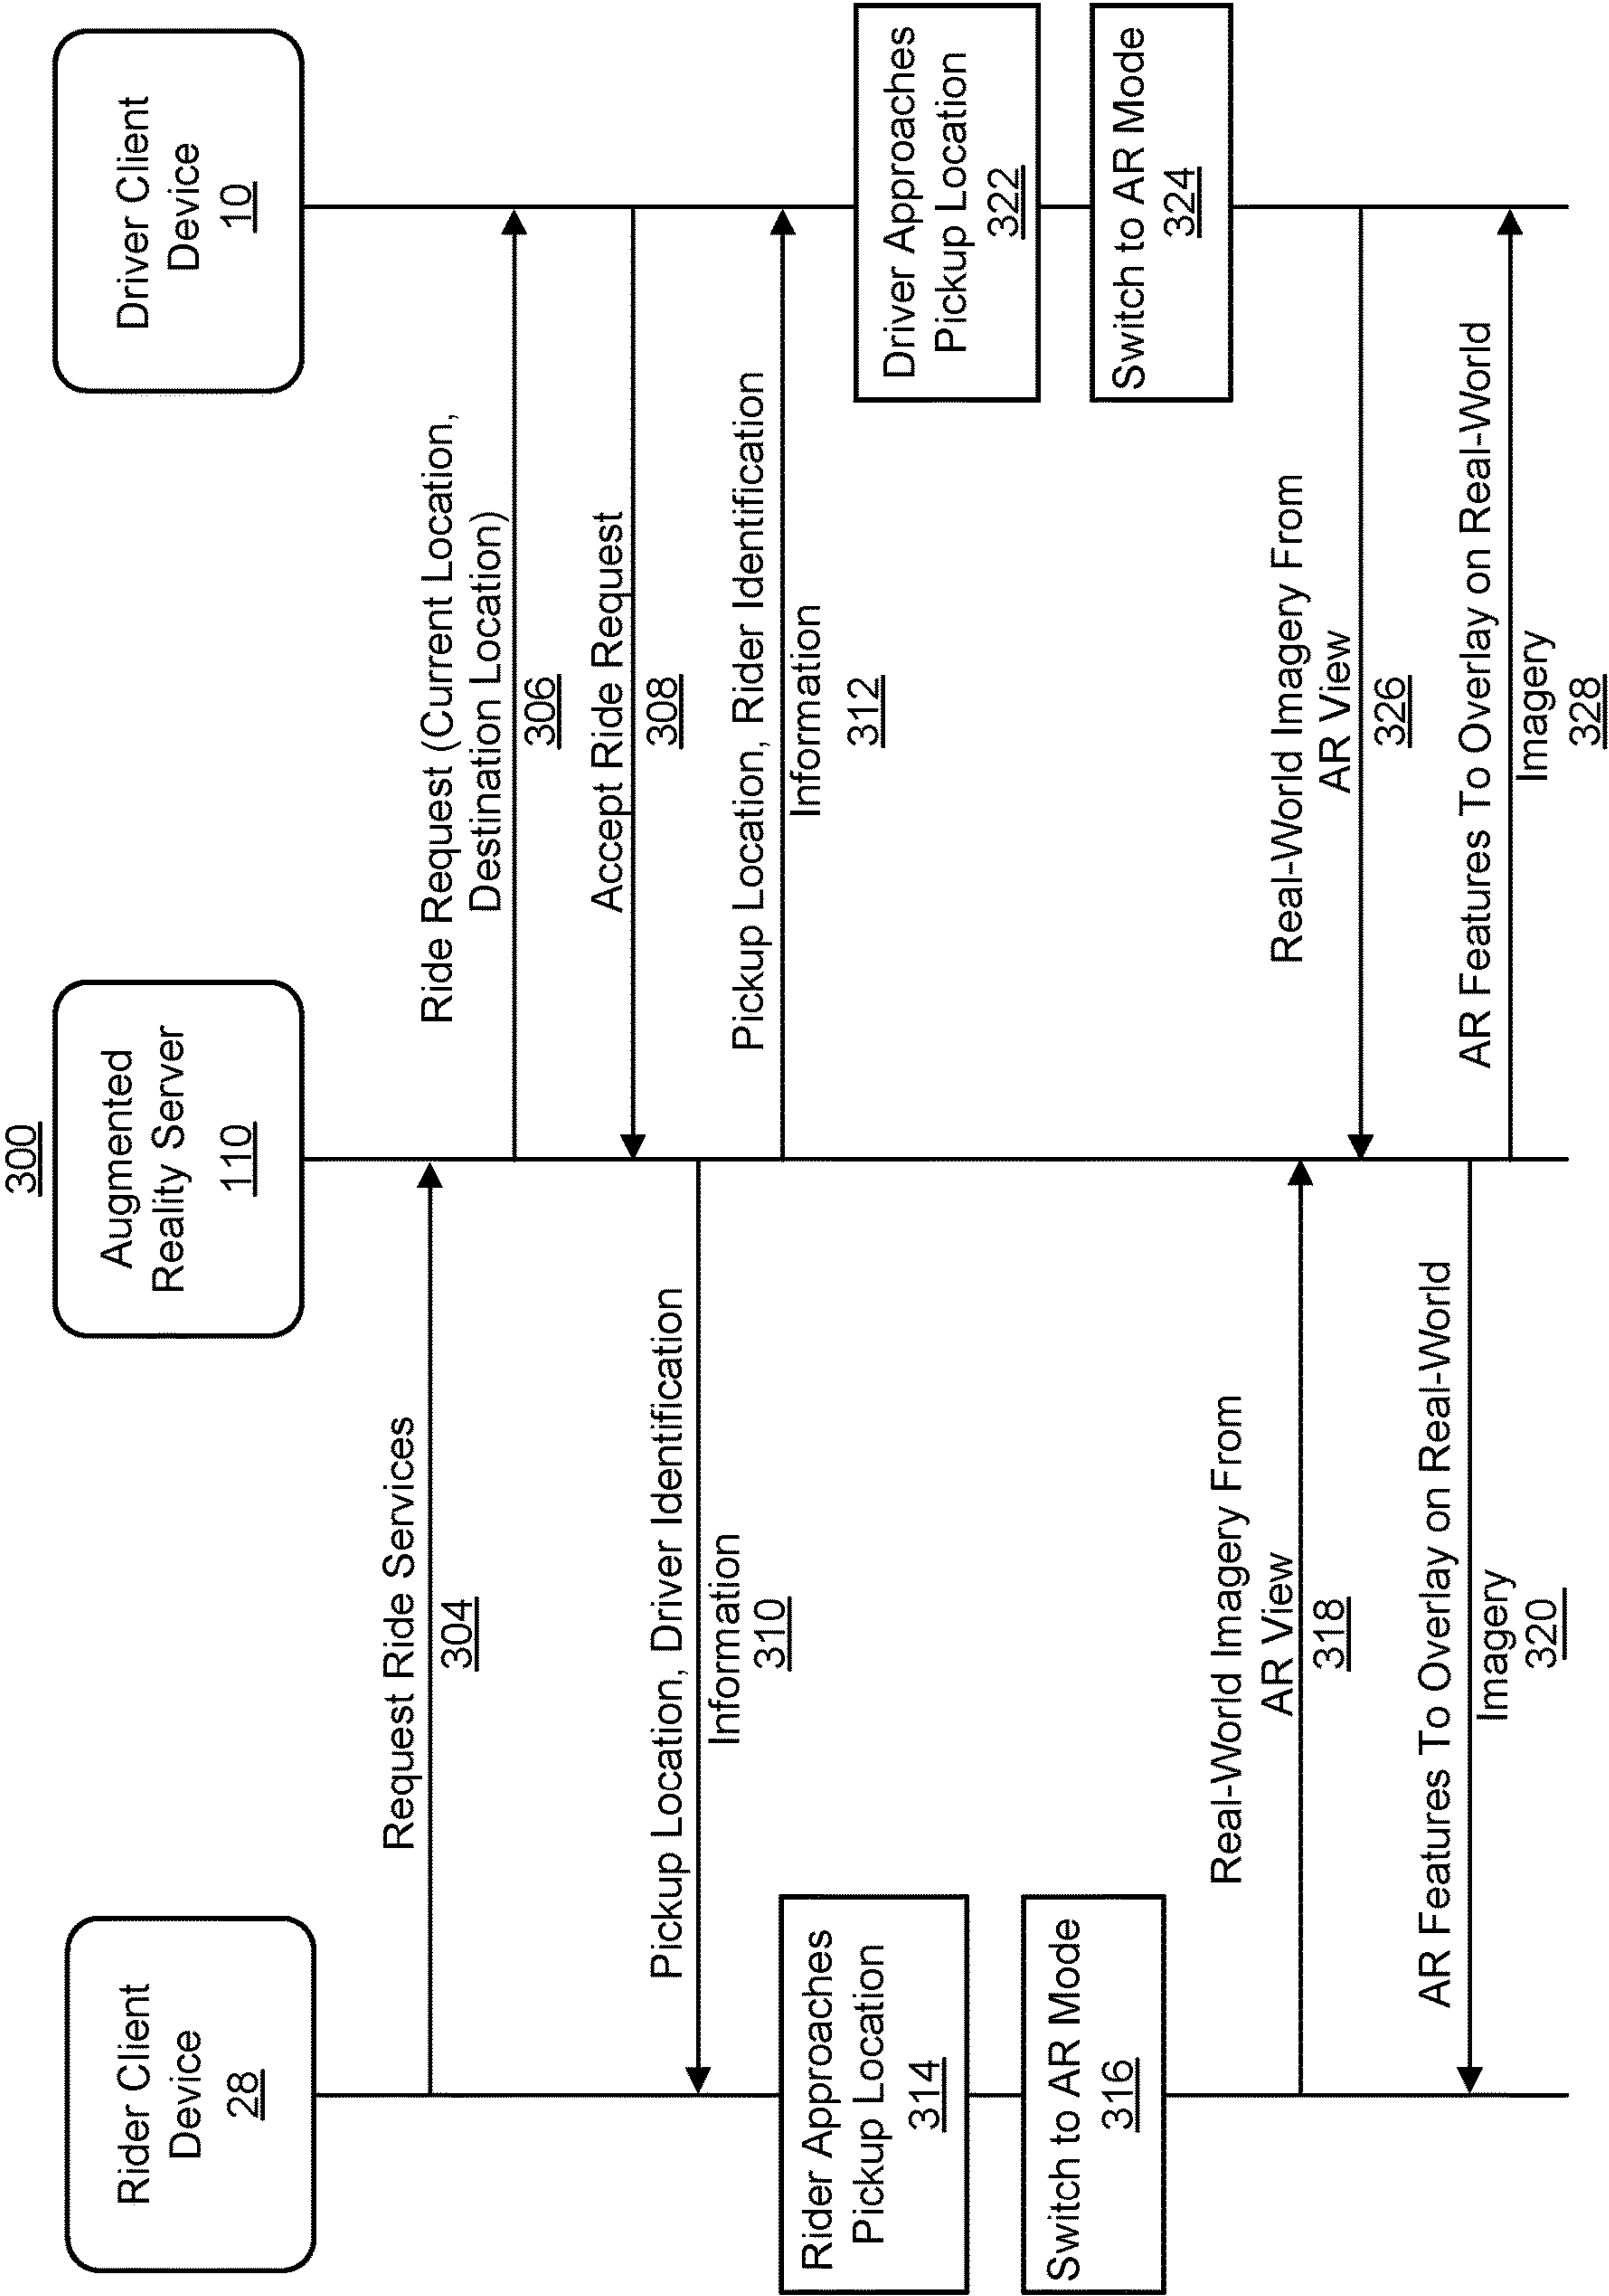 300
Rider Client
Device
28
Augmented
Reality Server
110
Driver Client
Device
10
Request Ride Services
304
Ride Request (Current Location,
Destination Location)
306
Accept Ride Request
308
Pickup Location, Driver Identification
Information
310
Pickup Location, Rider Identification
Information
312
Rider Approaches
Pickup Location
314
Switch to AR Mode
316
Driver Approaches
Pickup Location
322
Switch to AR Mode
324
Real-World Imagery From
AR View
318
Real-World Imagery From
AR View
326
AR Features To Overlay on Real-World
Imagery
320
AR Features To Overlay on Real-World
Imagery
328